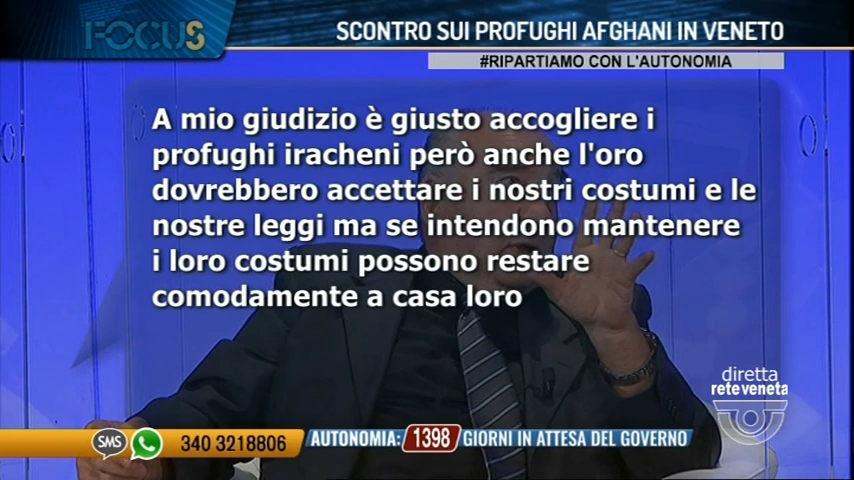 FOCUS
SCONTRO SUI PROFUGHI AFGHANI IN VENETO
#RIPARTIAMO CON L'AUTONOMIA
A mio giudizio è giusto accogliere i
profughi iracheni però anche l'oro
dovrebbero accettare i nostri costumi e le
nostre leggi ma se intendono mantenere
i loro costumi possono restare
comodamente a casa loro
diretta
reteveneta
SMS 340 3218806 AUTONOMIA: 1398 GIORNI IN ATTESA DEL GOVERNO